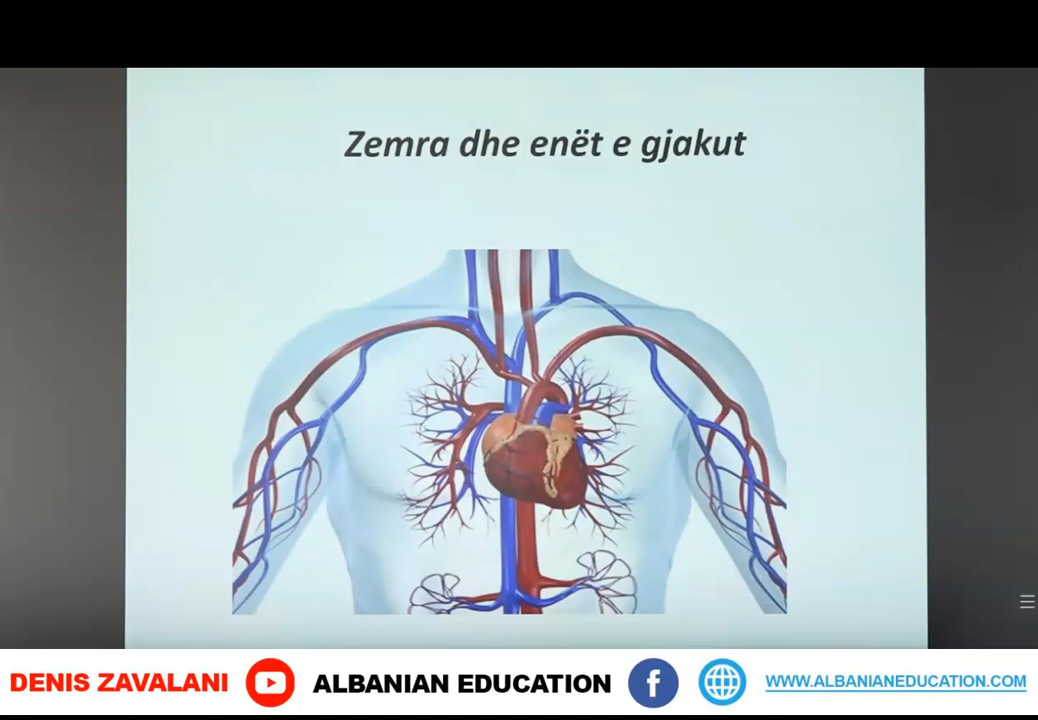 Zemra dhe enët e gjakut
DENIS ZAVALANI
ALBANIAN EDUCATION
WWW.ALBANIANEDUCATION.COM